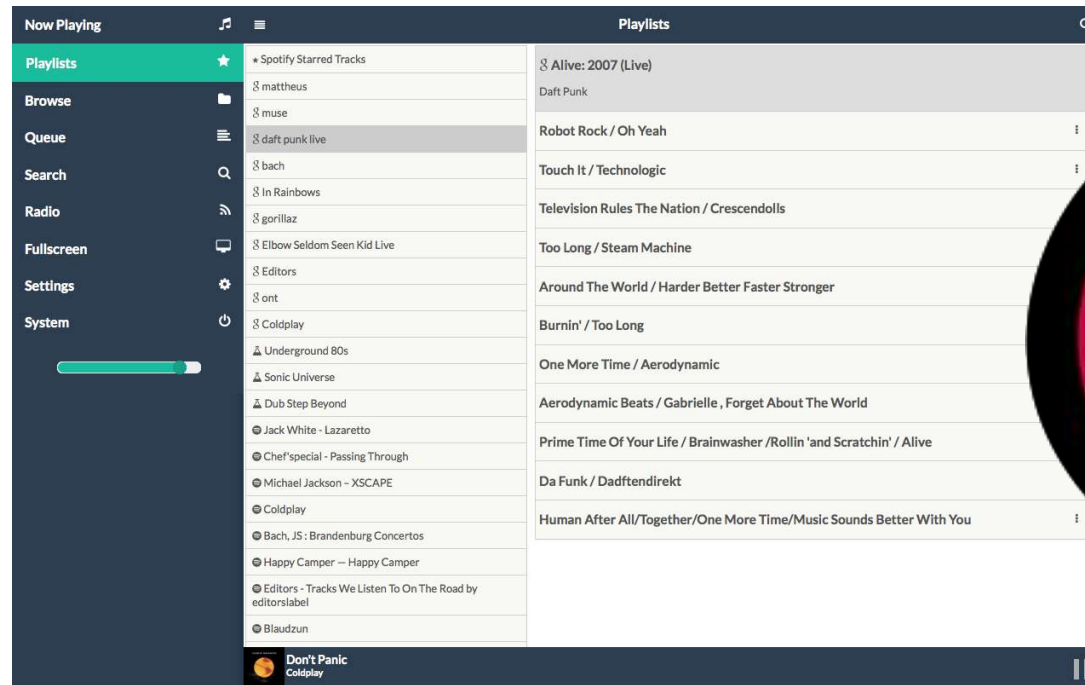 Now Playing
Playlists
Browse
Queue
Search
Radio
Fullscreen
Settings
System
Playlists
Spotify Starred Tracks
mattheus
muse
daft punk live
bach
In Rainbows
gorillaz
Elbow Seldom Seen Kid Live
Editors
ont
Coldplay
Underground 80s
Sonic Universe
Dub Step Beyond
Jack White - Lazaretto
Chef'special - Passing Through
Michael Jackson – XSCAPE
Coldplay
Bach, JS : Brandenburg Concertos
Happy Camper — Happy Camper
Editors - Tracks We Listen To On The Road by
editorslabel
Blaudzun
Alive: 2007 (Live)
Daft Punk
Robot Rock / Oh Yeah
Touch It / Technologic
Television Rules The Nation / Crescendolls
Too Long / Steam Machine
Around The World / Harder Better Faster Stronger
Burnin' / Too Long
One More Time / Aerodynamic
Aerodynamic Beats / Gabrielle , Forget About The World
Prime Time Of Your Life / Brainwasher /Rollin 'and Scratchin' / Alive
Da Funk / Dadftendirekt
Human After All/Together/One More Time/Music Sounds Better With You
Don't Panic
Coldplay